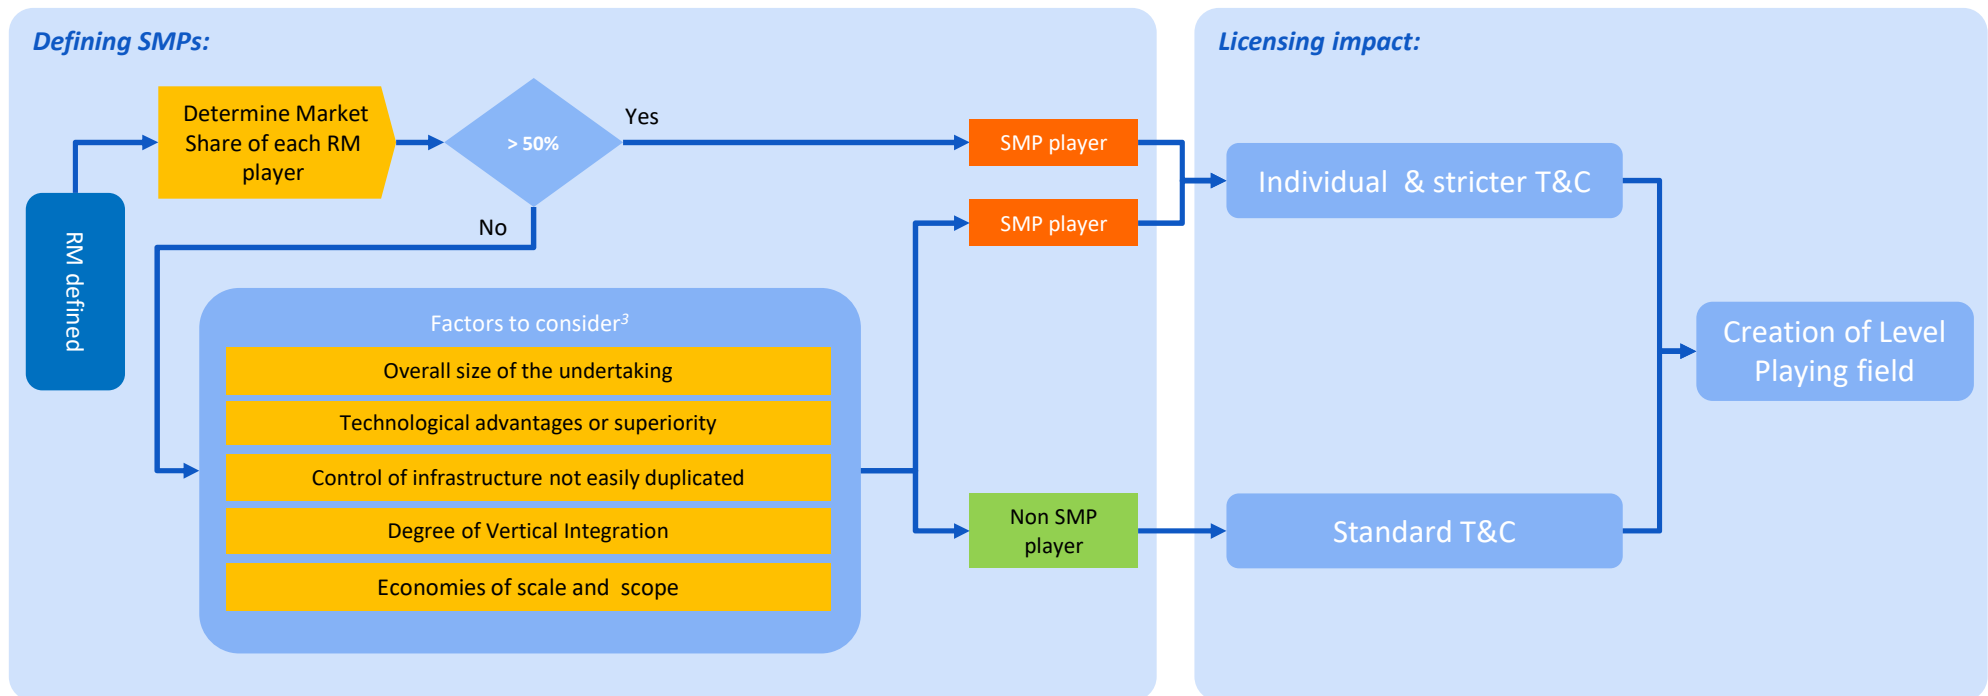 Defining SMPs:
Licensing impact:
Determine Market
Share of each RM
player
> 50%
Yes
No
RM defined
SMP player
SMP player
Individual & stricter T&C
Factors to consider3
Overall size of the undertaking
Technological advantages or superiority
Control of infrastructure not easily duplicated
Degree of Vertical Integration
Economies of scale and scope
Non SMP
player
Standard T&C
Creation of Level
Playing field